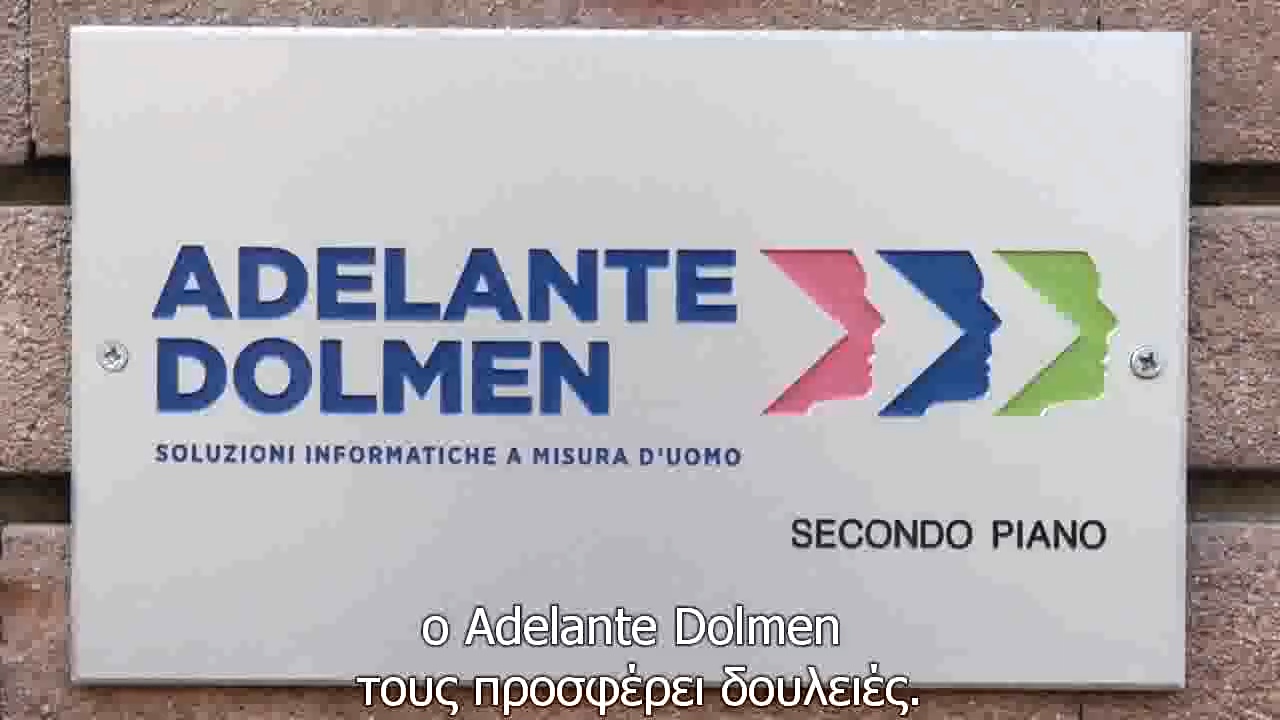 ADELANTE
DOLMEN
SOLUZIONI INFORMATICHE A MISURA D'UOMO
SECONDO PIANO
ο Adelante Dolmen
τους προσφέρει δουλειές.